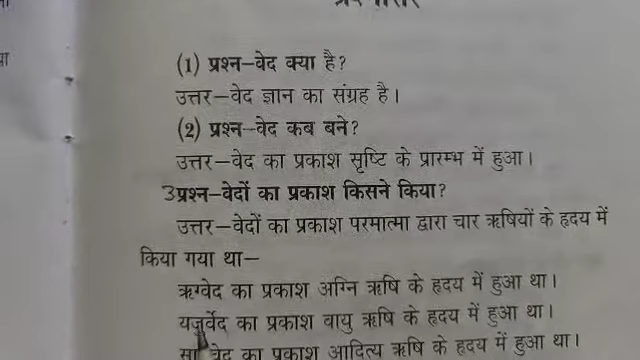 (1) प्रश्न–वेद क्या है?
उत्तर–वेद ज्ञान का संग्रह है।
(2) प्रश्न–वेद कब बने?
उत्तर–वेद का प्रकाश सृष्टि के प्रारम्भ में हुआ।
3प्रश्न–वेदों का प्रकाश किसने किया?
उत्तर–वेदों का प्रकाश परमात्मा द्वारा चार ऋषियों के हृदय में
किया गया था–
ऋग्वेद का प्रकाश अग्नि ऋषि के हृदय में हुआ था।
यजुर्वेद का प्रकाश वायु ऋषि के हृदय में हुआ था।
का प्रकाश आदित्य ऋषि के हृदय में हुआ था।